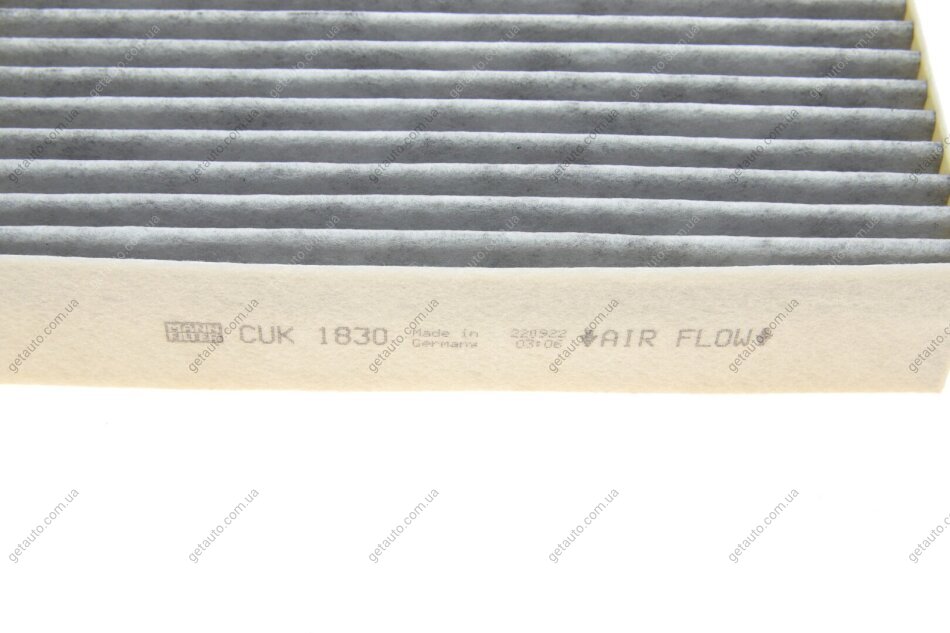 MANN
FILTER
CUK 1830
Made in
Germany
220922
03:06
AIR FLOW
getauto.com.ua